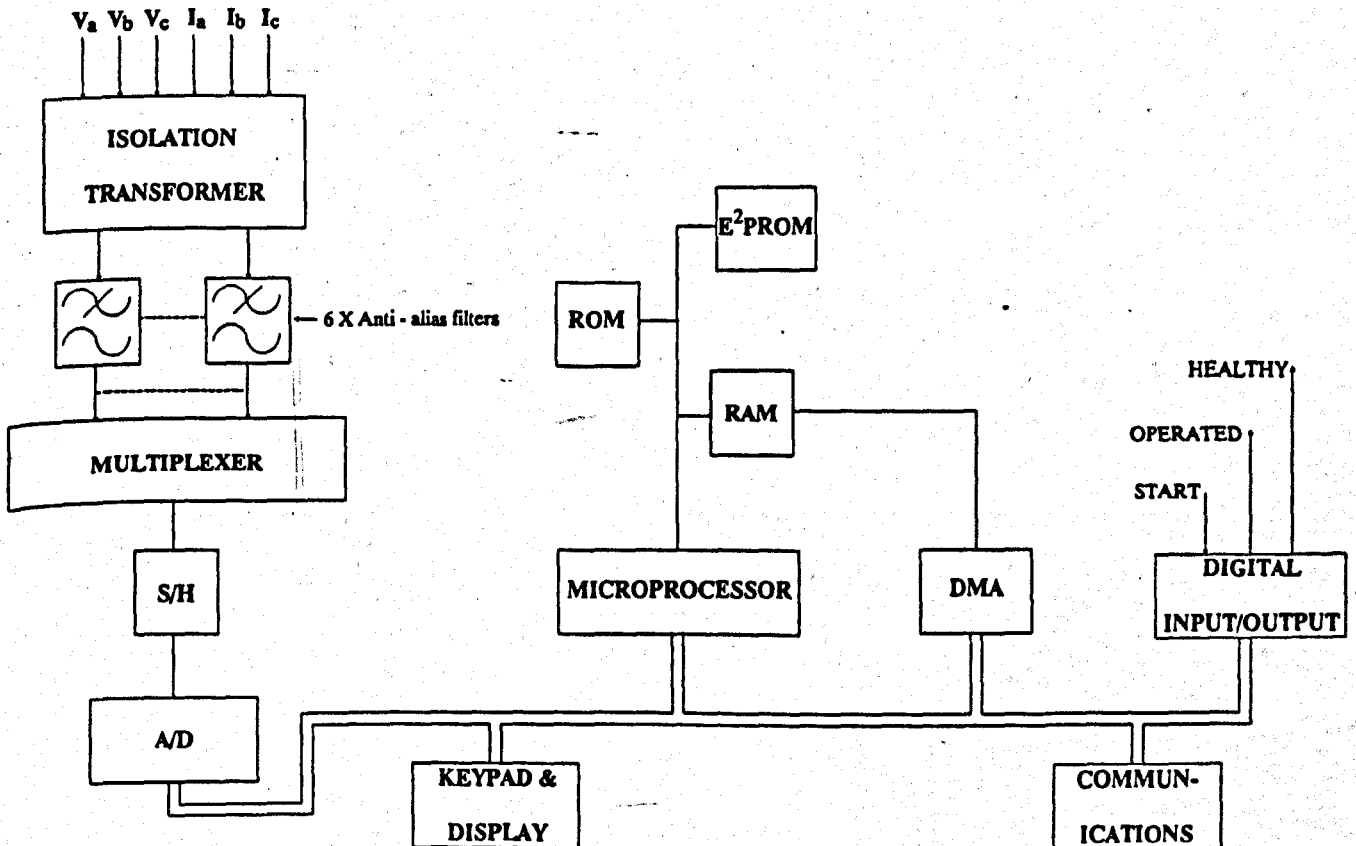 Va Vb Vc Ia Ib Ic
ISOLATION
TRANSFORMER
6 X Anti - alias filters
MULTIPLEXER
S/H
A/D
E²PROM
ROM
RAM
MICROPROCESSOR
DMA
HEALTHY
OPERATED
START
DIGITAL
INPUT/OUTPUT
KEYPAD &
DISPLAY
COMMUN-
ICATIONS